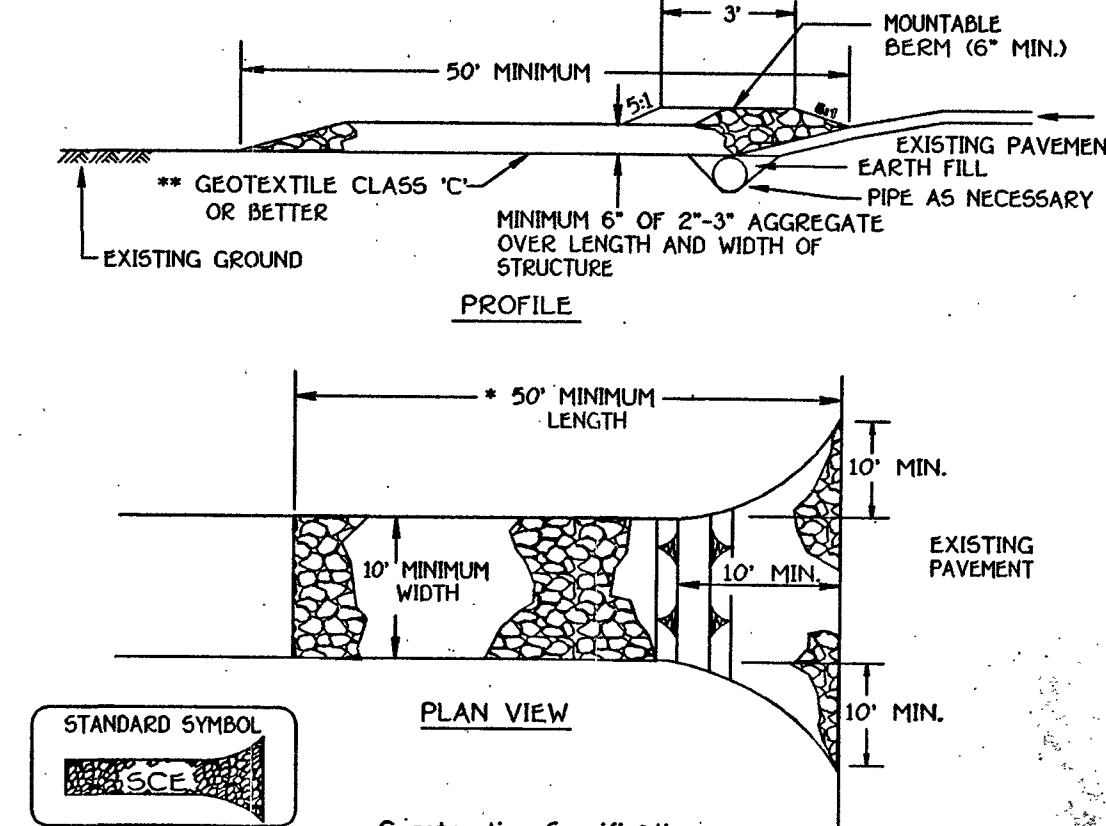 3'
MOUNTABLE
BERM (6" MIN.)
50' MINIMUM
5:1
EXISTING PAVEMEN
EARTH FILL
** GEOTEXTILE CLASS 'C'
OR BETTER
PIPE AS NECESSARY
MINIMUM 6" OF 2"-3" AGGREGATE
OVER LENGTH AND WIDTH OF
STRUCTURE
EXISTING GROUND
PROFILE
* 50' MINIMUM
LENGTH
10' MIN.
10' MINIMUM
WIDTH
10' MIN.
EXISTING
PAVEMENT
PLAN VIEW
10' MIN.
STANDARD SYMBOL
SCE